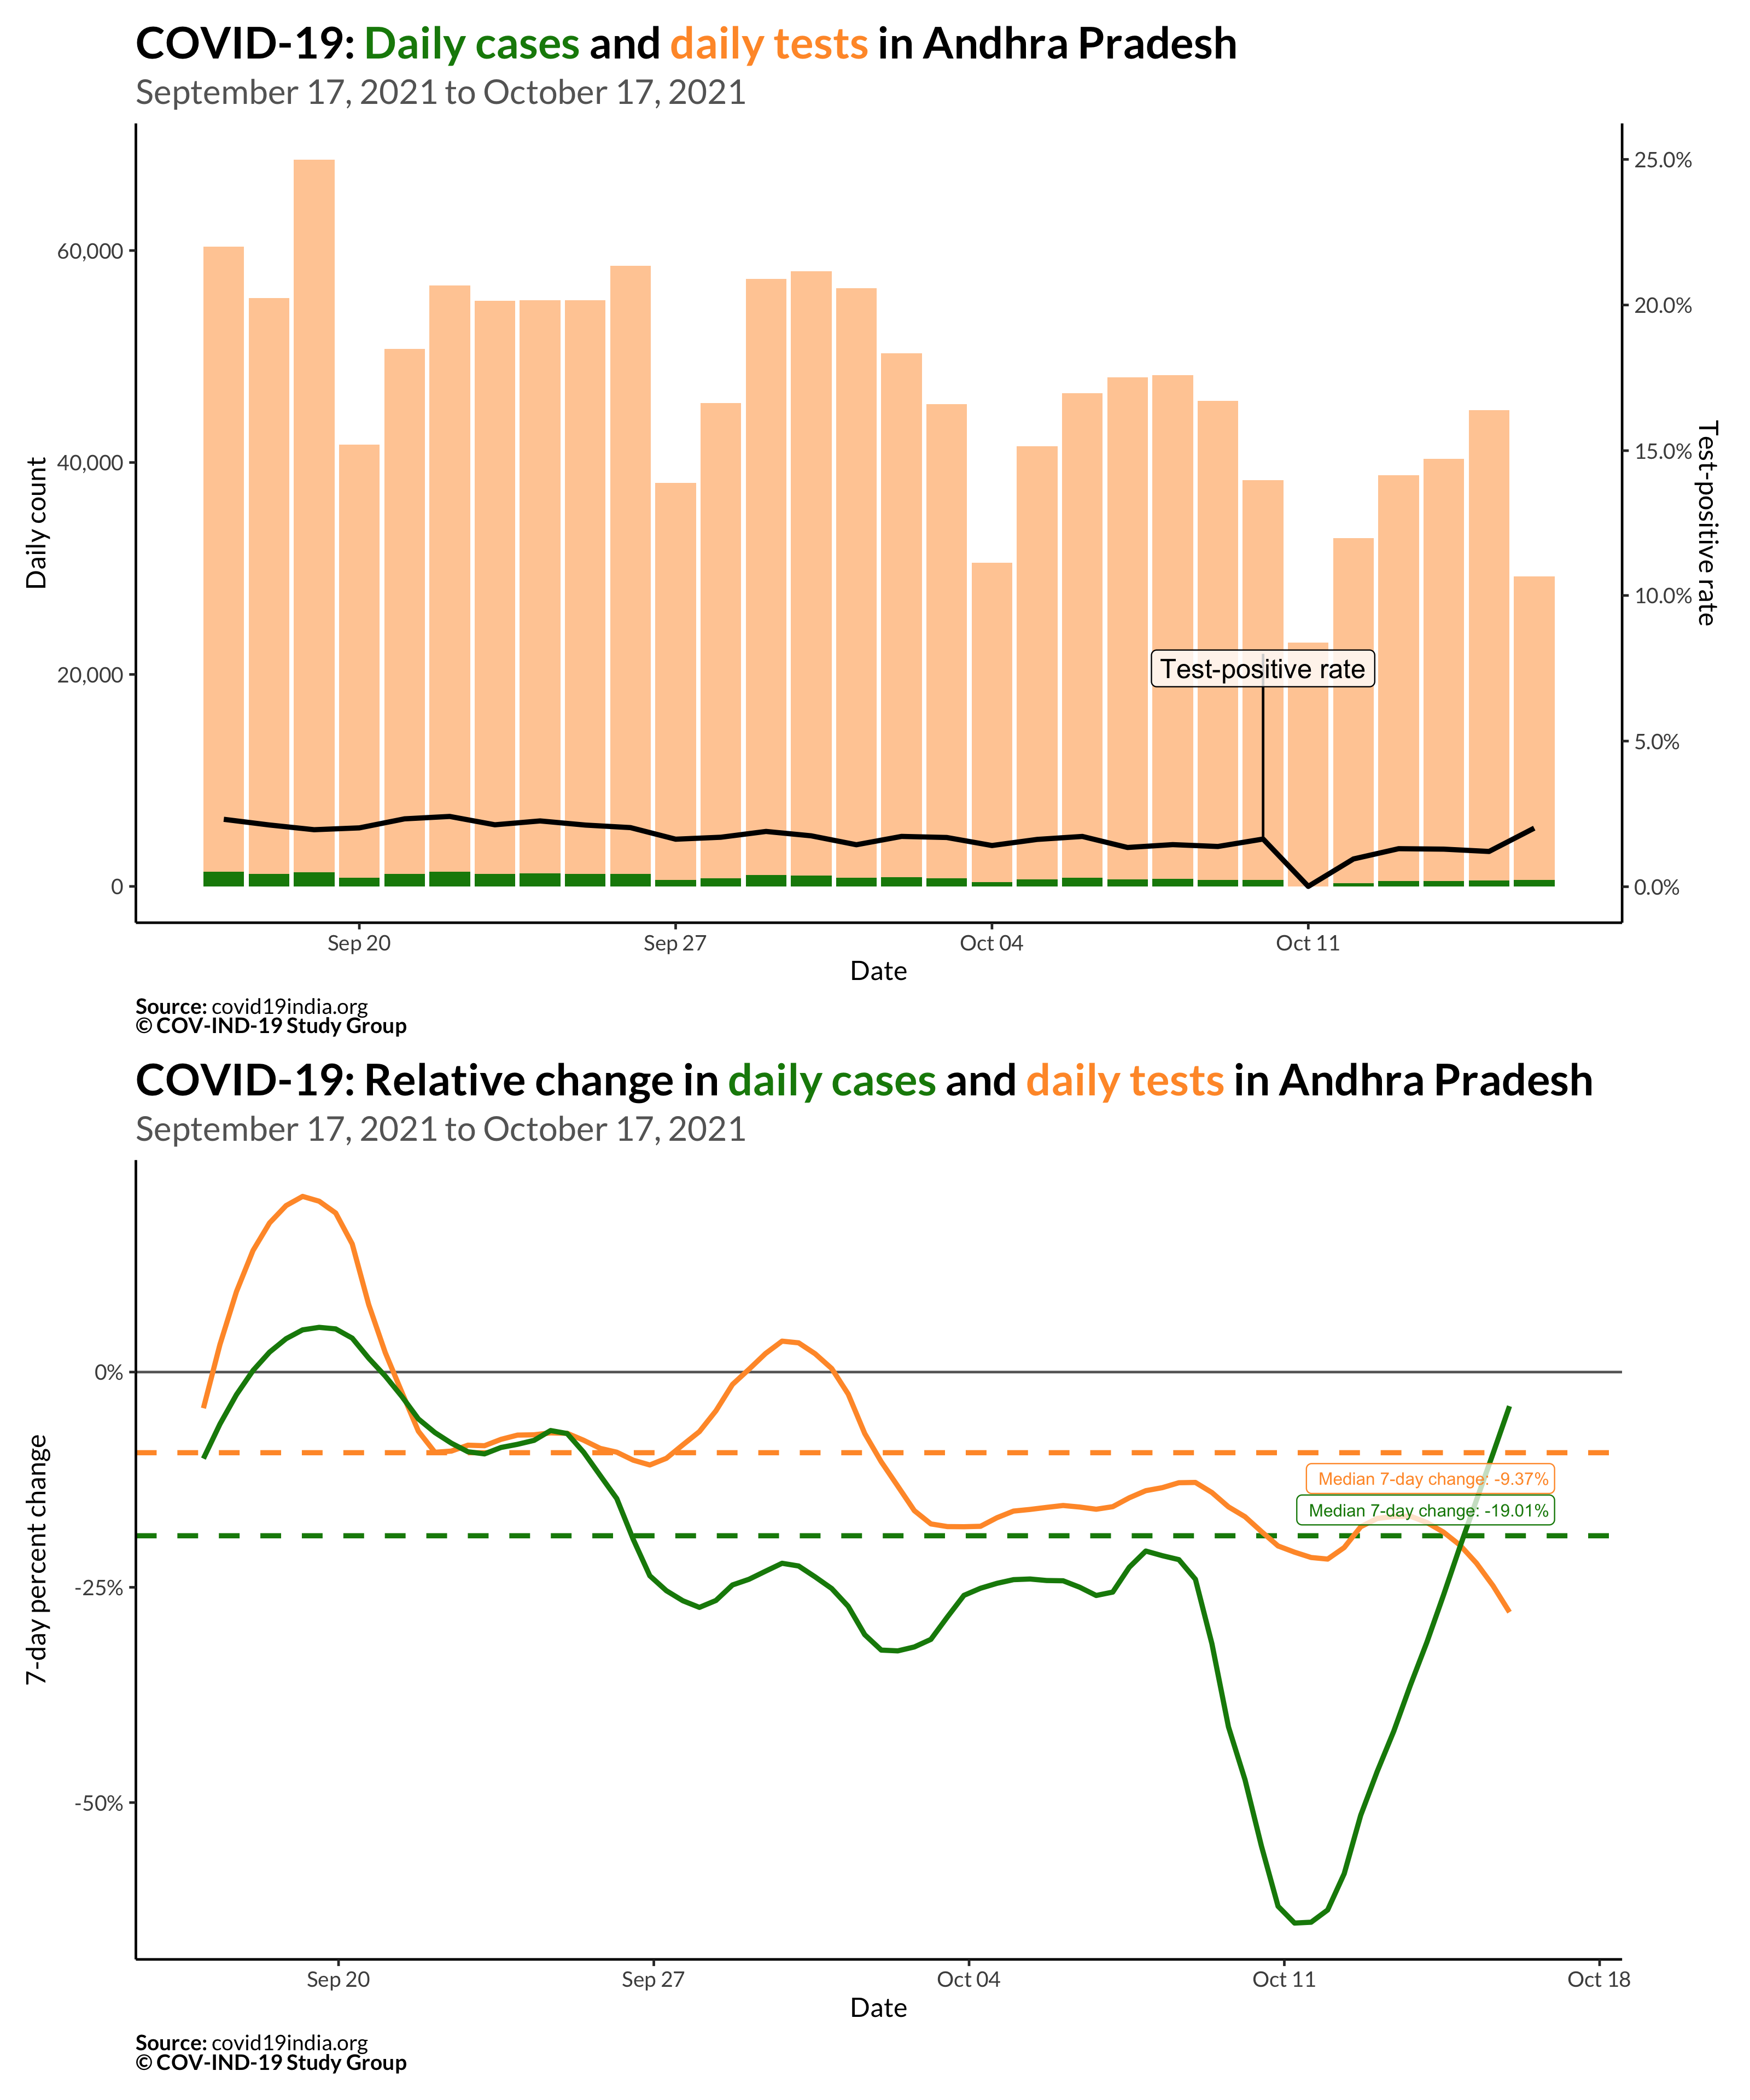 COVID-19: Daily cases and daily tests in Andhra Pradesh
September 17, 2021 to October 17, 2021
25.0%
60,000
20.0%
40,000
15.0%
Daily count
Test-positive rate
10.0%
20,000
Test-positive rate
5.0%
0
0.0%
Sep 20 Sep 27 Oct 04 Oct 11
Date
Source: covid19india.org
© COV-IND-19 Study Group
COVID-19: Relative change in daily cases and daily tests in Andhra Pradesh
September 17, 2021 to October 17, 2021
0%
Median 7-day change: -9.37%
Median 7-day change: -19.01%
-25%
7-day percent change
-50%
Sep 20 Sep 27 Oct 04 Oct 11 Oct 18
Date
Source: covid19india.org
© COV-IND-19 Study Group